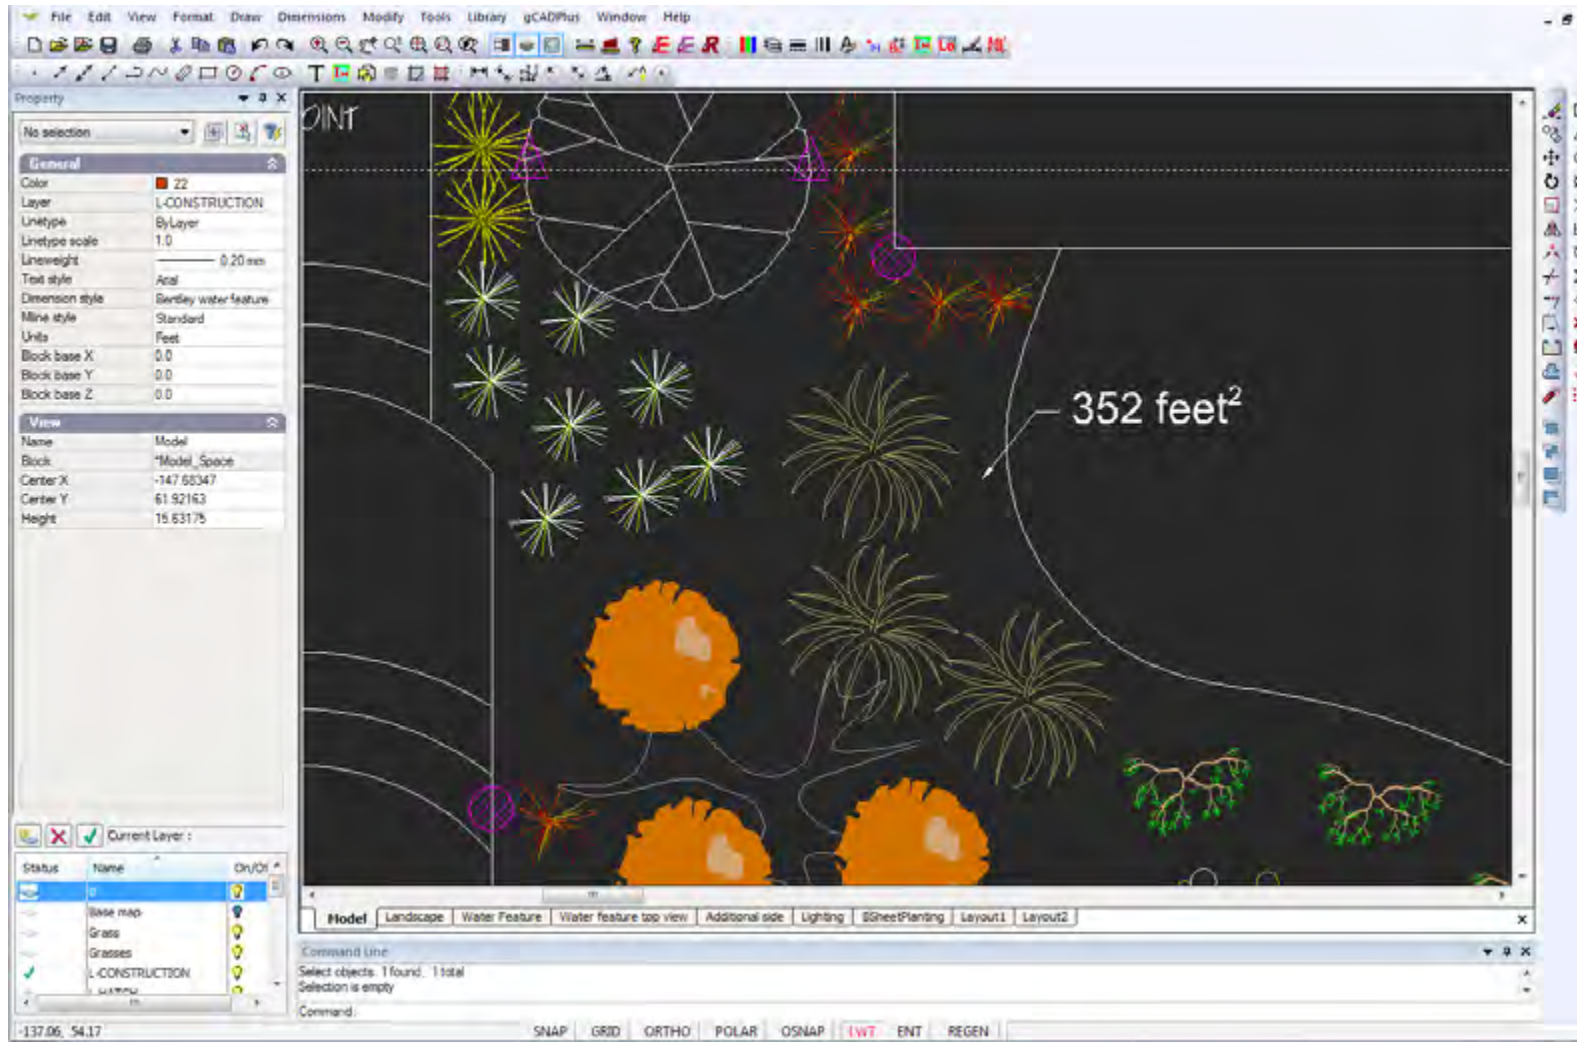 File Edit View Format Draw Dimensions Modify Tools Library gCADPlus Window Help
Property
No selection
General
Color 22
Layer L-CONSTRUCTION
Linetype ByLayer
Linetype scale 1.0
Lineweight 0.20 mm
Text style Arial
Dimension style Bentley water feature
Mline style Standard
Units Feet
Block base X 0.0
Block base Y 0.0
Block base Z 0.0
View
Name Model
Block *Model_Space
Center X -147.68347
Center Y 61.92163
Height 15.63175
OINT
352 feet²
Current Layer :
Status Name On/Of
0
Base map
Grass
Grasses
L-CONSTRUCTION
L-HATCH
Model Landscape Water Feature Water feature top view Additional side Lighting BSheetPlanting Layout1 Layout2
Command Line
Select objects: 1 found, 1 total
Selection is empty
Command:
-137.06, 54.17 SNAP GRID ORTHO POLAR OSNAP LWT ENT REGEN